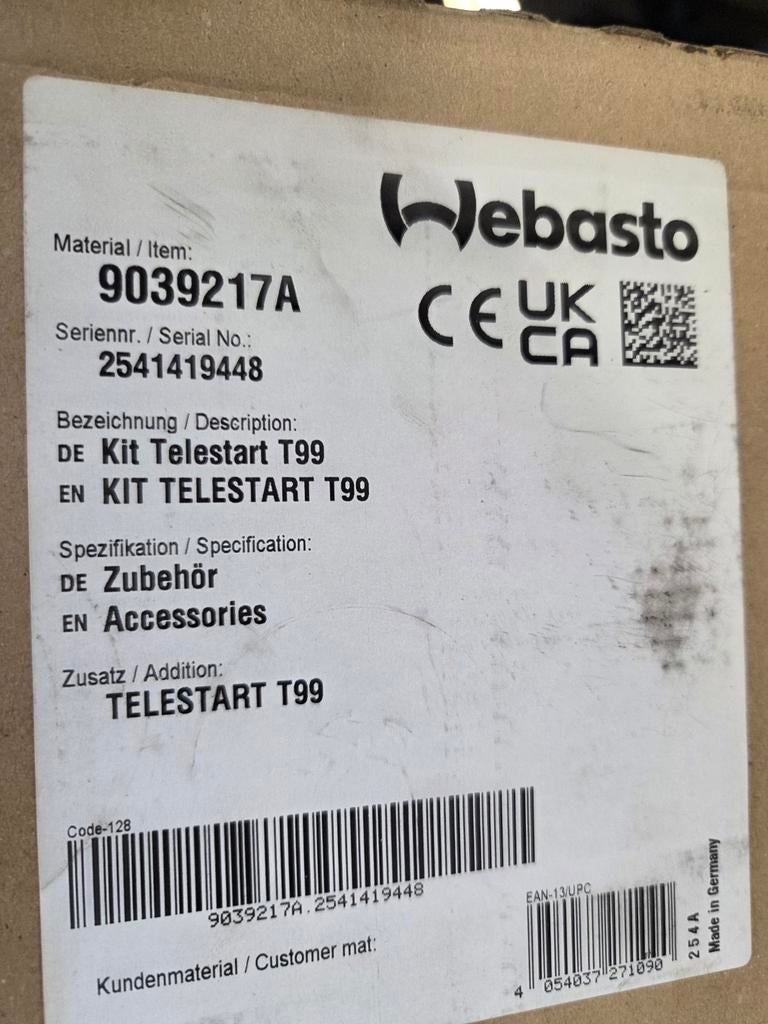 Webasto
CE UK
CA
Material / Item:
9039217A
Seriennr. / Serial No.:
2541419448
Bezeichnung / Description:
DE Kit Telestart T99
EN KIT TELESTART T99
Spezifikation / Specification:
DE Zubehör
EN Accessories
Zusatz / Addition:
TELESTART T99
Code-128
9039217A.2541419448
Kundenmaterial / Customer mat:
EAN-13/UPC
4 054037 271090
254A
Made in Germany